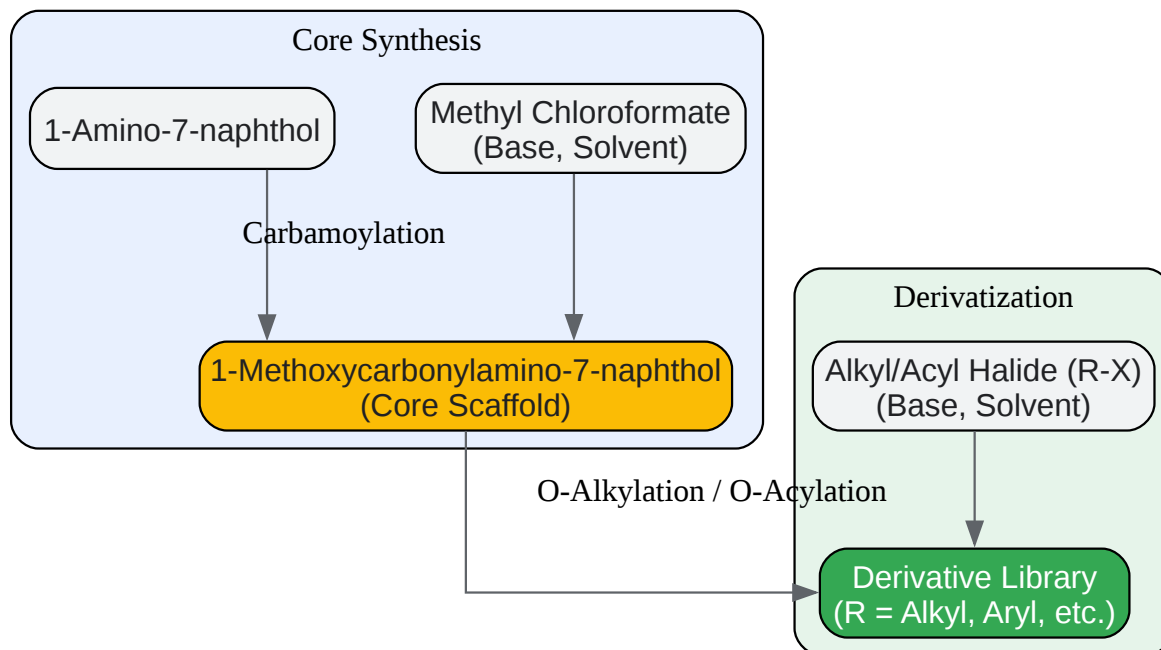 Core Synthesis
1-Amino-7-naphthol
Methyl Chloroformate
(Base, Solvent)
Carbamoylation
1-Methoxycarbonylamino-7-naphthol
(Core Scaffold)
Derivatization
Alkyl/Acyl Halide (R-X)
(Base, Solvent)
O-Alkylation / O-Acylation
Derivative Library
(R = Alkyl, Aryl, etc.)